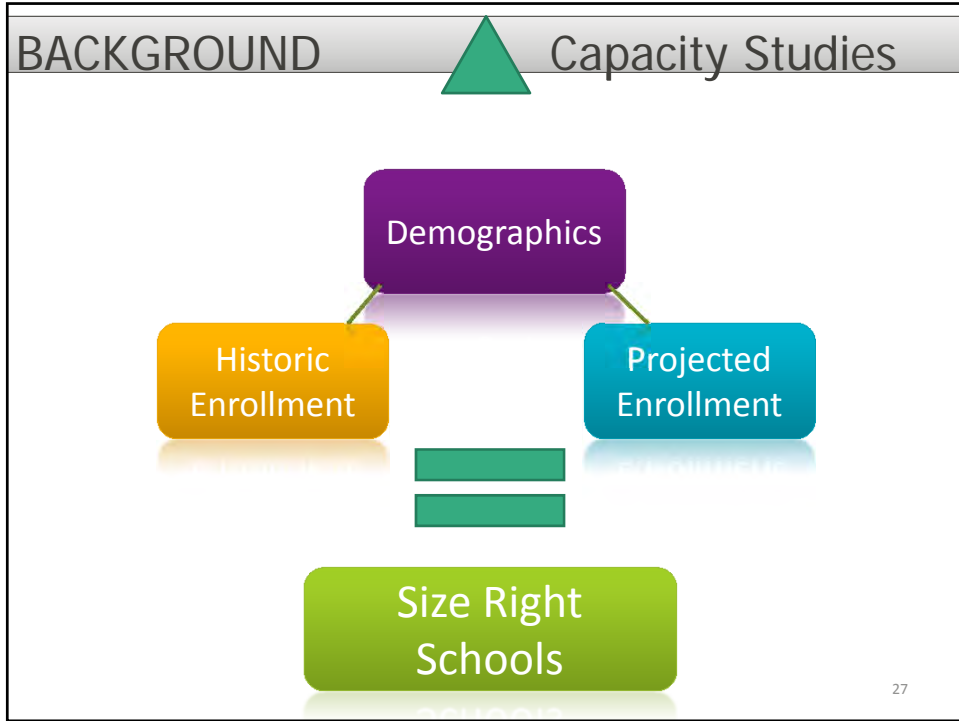 BACKGROUND Capacity Studies
Demographics
Historic
Enrollment
Projected
Enrollment
Size Right
Schools
27